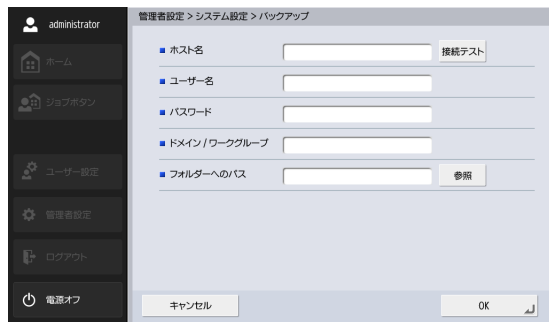 administrator
管理者設定 > システム設定 > バックアップ
ホーム
ジョブボタン
ユーザー設定
管理者設定
ログアウト
電源オフ
ホスト名
接続テスト
ユーザー名
パスワード
ドメイン / ワークグループ
フォルダーへのパス
参照
キャンセル
OK